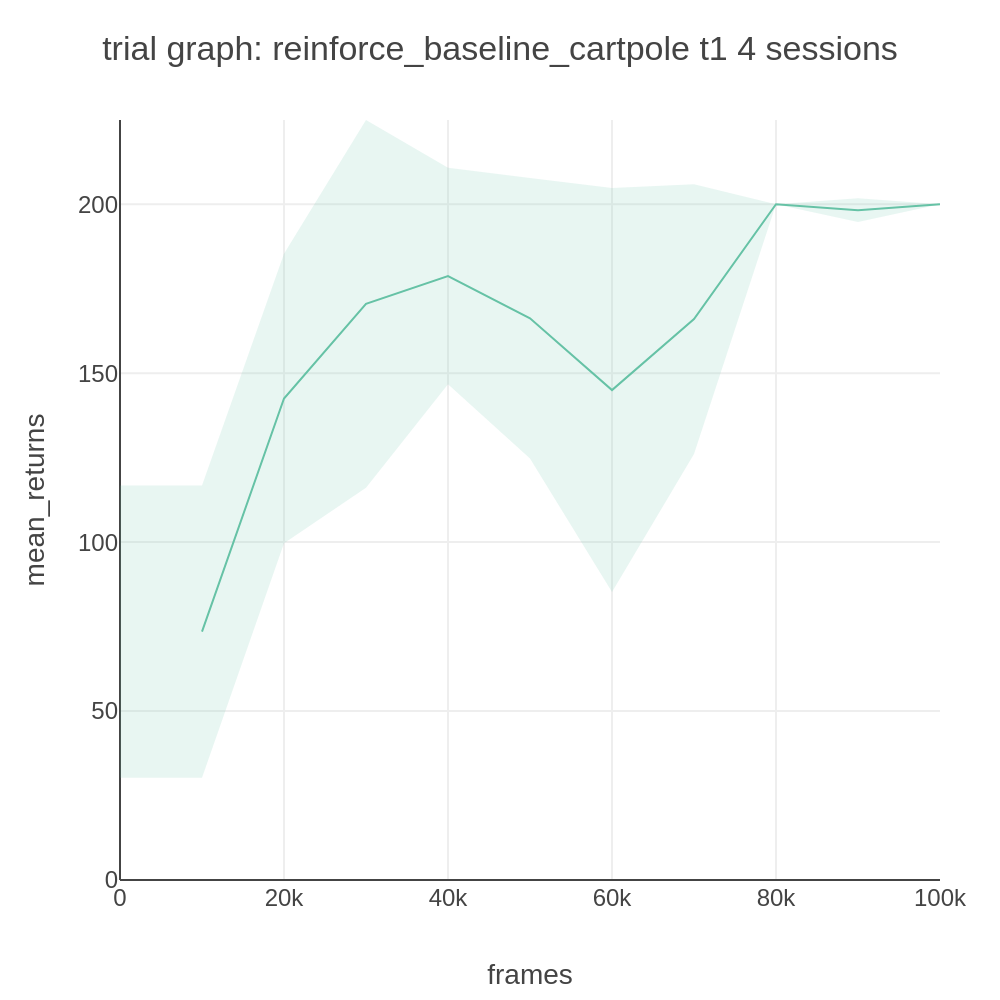 trial graph: reinforce_baseline_cartpole t1 4 sessions
mean_returns
200
150
100
50
0
0 20k 40k 60k 80k 100k
frames